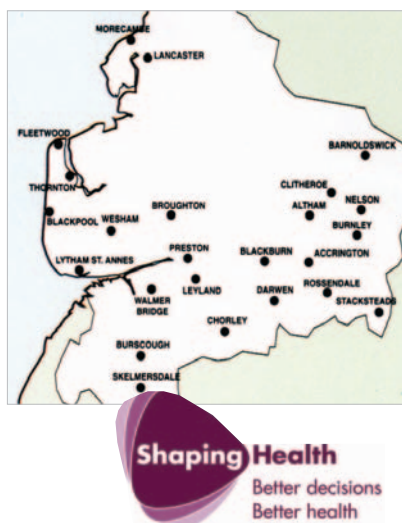 MORECAMBE
LANCASTER
FLEETWOOD
BARNOLDSWICK
THORNTON
CLITHEROE
BLACKPOOL
WESHAM
BROUGHTON
ALTHAM
NELSON
BURNLEY
LYTHAM ST. ANNES
PRESTON
BLACKBURN
ACCRINGTON
LEYLAND
WALMER
BRIDGE
DARWEN
ROSSENDALE
STACKSTEADS
CHORLEY
BURSCOUGH
SKELMERSDALE
Shaping Health
Better decisions
Better health